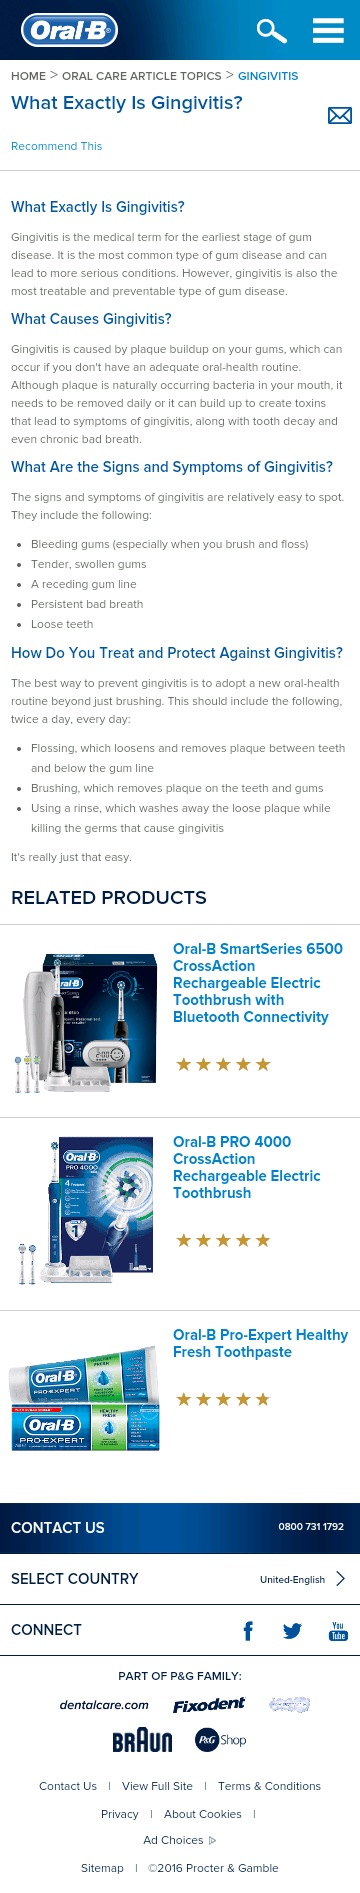 Oral-B
HOME > ORAL CARE ARTICLE TOPICS > GINGIVITIS
What Exactly Is Gingivitis?
Recommend This
What Exactly Is Gingivitis?
Gingivitis is the medical term for the earliest stage of gum
disease. It is the most common type of gum disease and can
lead to more serious conditions. However, gingivitis is also the
most treatable and preventable type of gum disease.
What Causes Gingivitis?
Gingivitis is caused by plaque buildup on your gums, which can
occur if you don't have an adequate oral-health routine.
Although plaque is naturally occurring bacteria in your mouth, it
needs to be removed daily or it can build up to create toxins
that lead to symptoms of gingivitis, along with tooth decay and
even chronic bad breath.
What Are the Signs and Symptoms of Gingivitis?
The signs and symptoms of gingivitis are relatively easy to spot.
They include the following:
• Bleeding gums (especially when you brush and floss)
• Tender, swollen gums
• A receding gum line
• Persistent bad breath
• Loose teeth
How Do You Treat and Protect Against Gingivitis?
The best way to prevent gingivitis is to adopt a new oral-health
routine beyond just brushing. This should include the following,
twice a day, every day:
• Flossing, which loosens and removes plaque between teeth
and below the gum line
• Brushing, which removes plaque on the teeth and gums
• Using a rinse, which washes away the loose plaque while
killing the germs that cause gingivitis
It's really just that easy.
RELATED PRODUCTS
Oral-B
Oral-B SmartSeries 6500
CrossAction
Rechargeable Electric
Toothbrush with
Bluetooth Connectivity
Oral-B
PRO 4000
Oral-B PRO 4000
CrossAction
Rechargeable Electric
Toothbrush
Oral-B
PRO-EXPERT
Oral-B
PRO-EXPERT
HEALTHY
FRESH
Oral-B Pro-Expert Healthy
Fresh Toothpaste
CONTACT US 0800 731 1792
SELECT COUNTRY United-English
CONNECT You Tube
PART OF P&G FAMILY:
dentalcare.com Fixodent
BRAUN P&G Shop
Contact Us | View Full Site | Terms & Conditions
Privacy | About Cookies |
Ad Choices
Sitemap | ©2016 Procter & Gamble